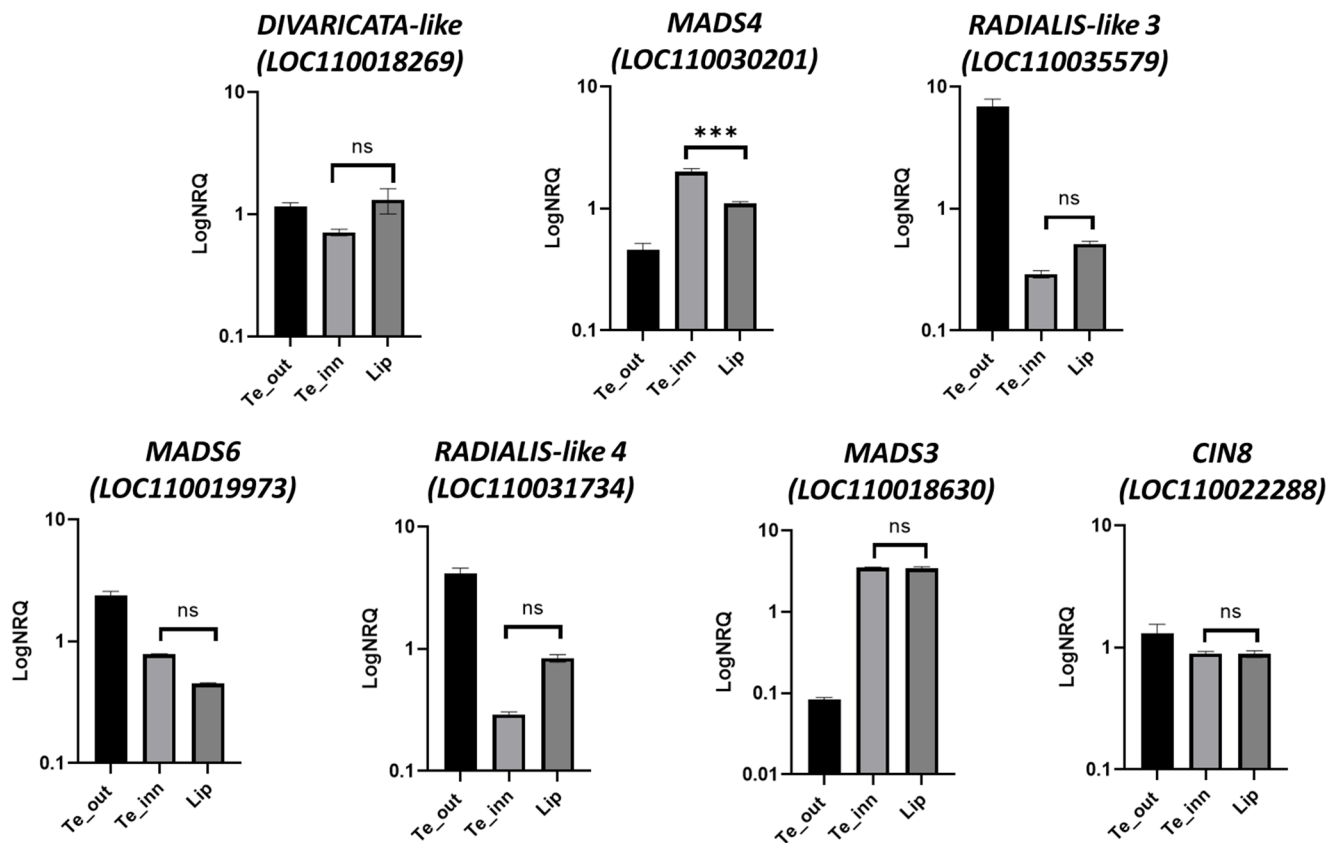 DIVARICATA-like
(LOC110018269)
10
1
0.1
LogNRQ
ns
Te_out
Te_inn
Lip
MADS4
(LOC110030201)
10
1
0.1
LogNRQ
***
Te_out
Te_inn
Lip
RADIALIS-like 3
(LOC110035579)
10
1
0.1
LogNRQ
ns
Te_out
Te_inn
Lip
MADS6
(LOC110019973)
10
1
0.1
LogNRQ
ns
Te_out
Te_inn
Lip
RADIALIS-like 4
(LOC110031734)
10
1
0.1
LogNRQ
ns
Te_out
Te_inn
Lip
MADS3
(LOC110018630)
10
1
0.1
0.01
LogNRQ
ns
Te_out
Te_inn
Lip
CIN8
(LOC110022288)
10
1
0.1
LogNRQ
ns
Te_out
Te_inn
Lip